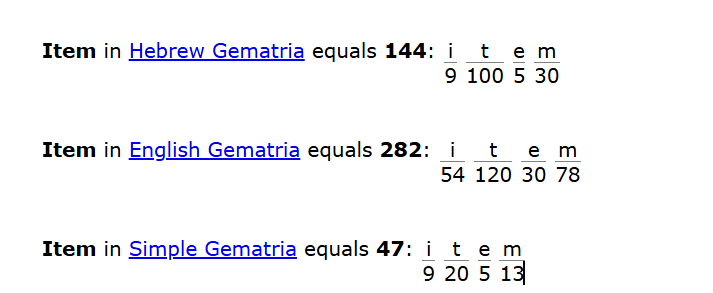 Item in Hebrew Gematria equals 144: i t e m
9 100 5 30
Item in English Gematria equals 282: i t e m
54 120 30 78
Item in Simple Gematria equals 47: i t e m
9 20 5 13